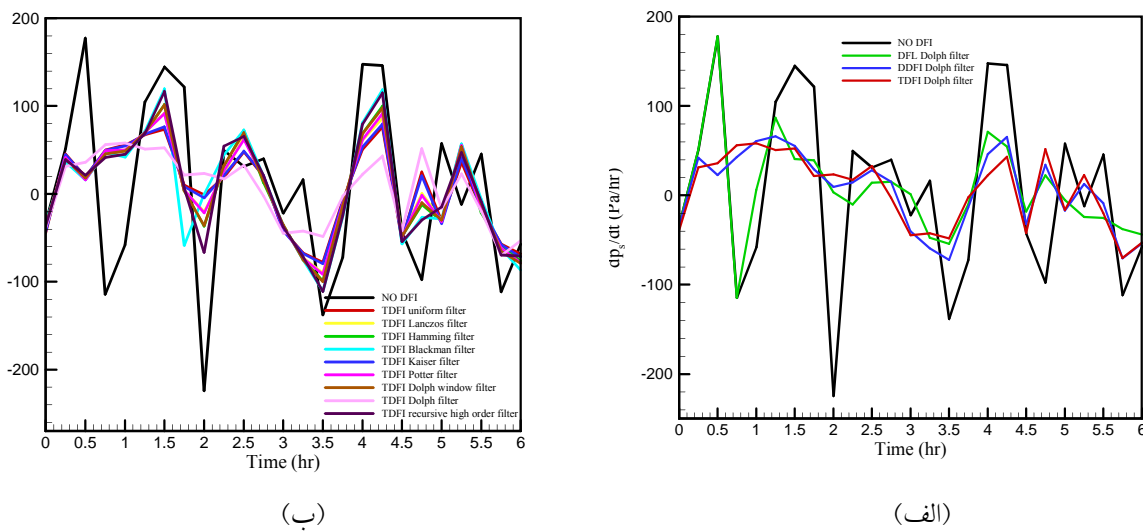 200
100
0
-100
-200
0 0.5 1 1.5 2 2.5 3 3.5 4 4.5 5 5.5 6
Time (hr)
NO DFI
TDFI uniform filter
TDFI Lanczos filter
TDFI Hamming filter
TDFI Blackman filter
TDFI Kaiser filter
TDFI Potter filter
TDFI Dolph window filter
TDFI Dolph filter
TDFI recursive high order filter
(ب)
dpₛ/dt (Pa/hr)
200
100
0
-100
-200
0 0.5 1 1.5 2 2.5 3 3.5 4 4.5 5 5.5 6
Time (hr)
NO DFI
DFL Dolph filter
DDFI Dolph filter
TDFI Dolph filter
(الف)